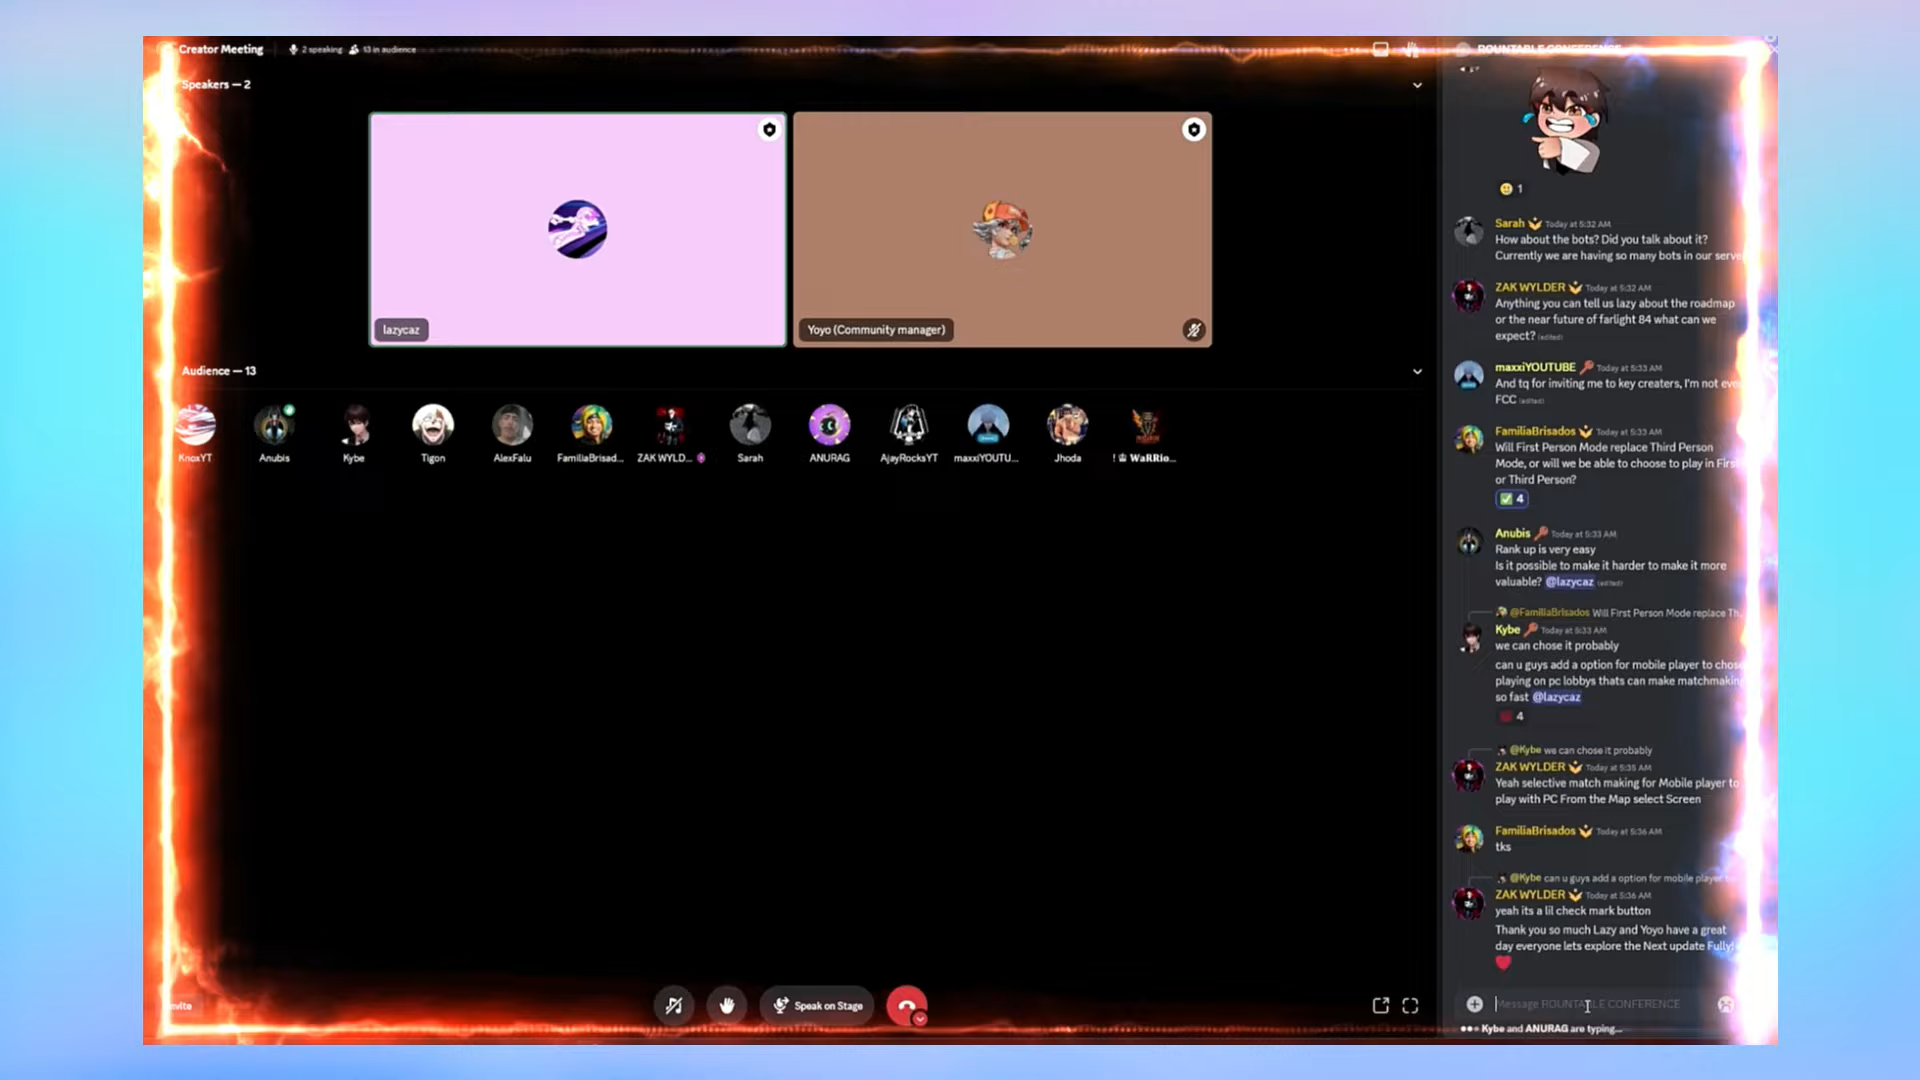 Creator Meeting
2 speaking
13 in audience
Speakers — 2
lazycaz
Yoyo (Community manager)
Audience — 13
KnoxYT
Anubis
Kybe
Tigon
AlexFalu
FamiliaBrisad...
ZAK WYLD...
Sarah
ANURAG
AjayRocksYT
maxxiYOUTU...
Jhoda
! ♕ WaRRio...
Speak on Stage
ROUNTABLE CONFERENCE
1
Sarah Today at 5:32 AM
How about the bots? Did you talk about it?
Currently we are having so many bots in our serve
ZAK WYLDER Today at 5:32 AM
Anything you can tell us lazy about the roadmap
or the near future of farlight 84 what can we
expect? (edited)
maxxiYOUTUBE Today at 5:33 AM
And tq for inviting me to key creaters, I'm not eve
FCC (edited)
FamiliaBrisados Today at 5:33 AM
Will First Person Mode replace Third Person
Mode, or will we be able to choose to play in Firs
or Third Person?
4
Anubis Today at 5:33 AM
Rank up is very easy
Is it possible to make it harder to make it more
valuable? @lazycaz (edited)
@FamiliaBrisados Will First Person Mode replace Th...
Kybe Today at 5:33 AM
we can chose it probably
can u guys add a option for mobile player to chose
playing on pc lobbys thats can make matchmaking
so fast @lazycaz
4
@Kybe we can chose it probably
ZAK WYLDER Today at 5:35 AM
Yeah selective match making for Mobile player to
play with PC From the Map select Screen
FamiliaBrisados Today at 5:36 AM
tks
@Kybe can u guys add a option for mobile player
ZAK WYLDER Today at 5:36 AM
yeah its a lil check mark button
Thank you so much Lazy and Yoyo have a great
day everyone lets explore the Next update Fully!
Message ROUNTABLE CONFERENCE
Kybe and ANURAG are typing...